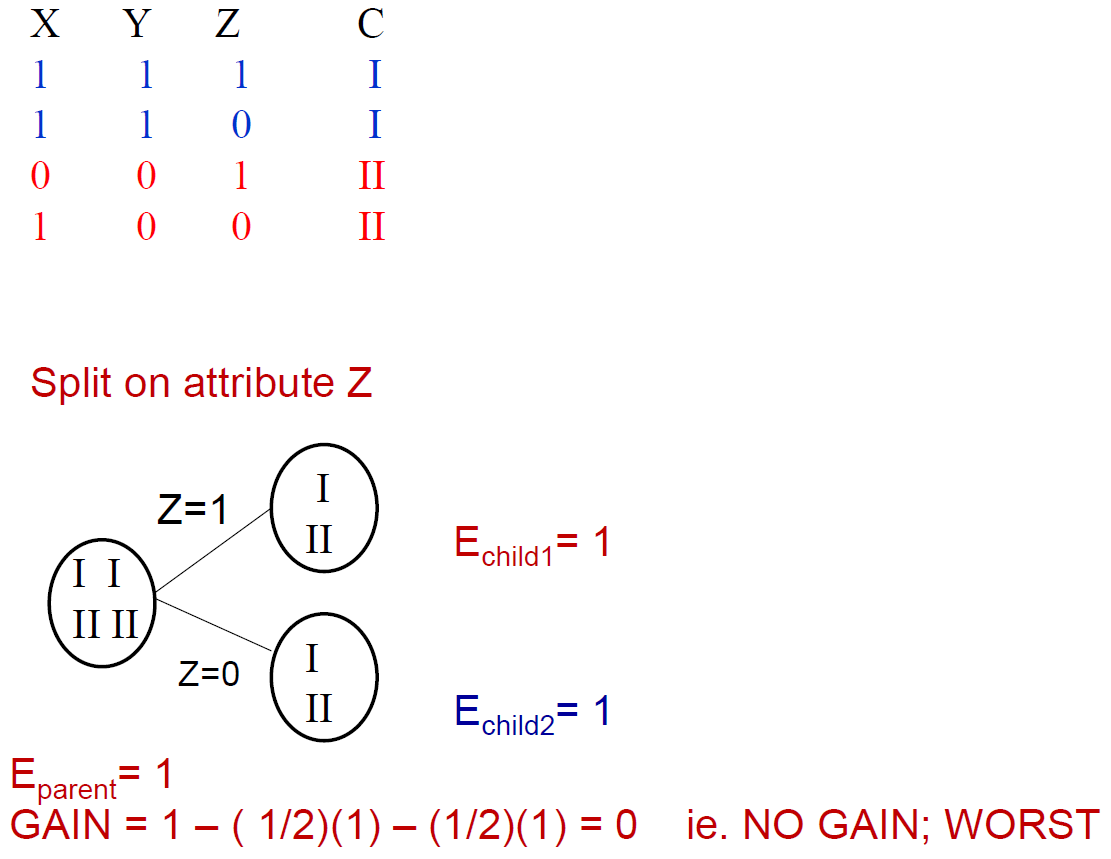 X Y Z C
1 1 1 I
1 1 0 I
0 0 1 II
1 0 0 II
Split on attribute Z
Z=1
I
II
Echild1= 1
I I
II II
Z=0
I
II
Echild2= 1
Eparent= 1
GAIN = 1 – ( 1/2)(1) – (1/2)(1) = 0 ie. NO GAIN; WORST